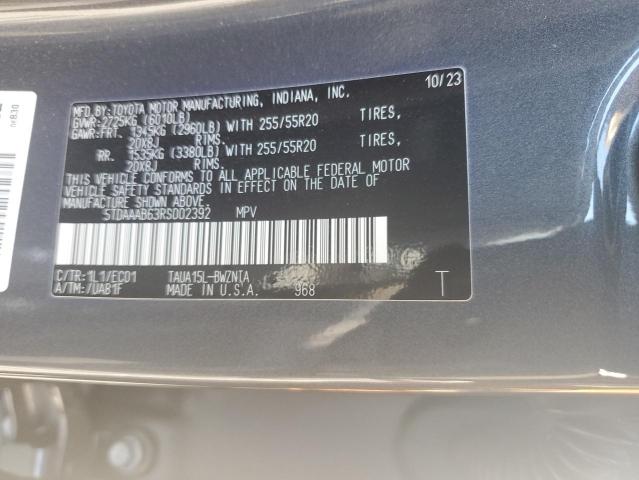 10/23
MFD.BY:TOYOTA MOTOR MANUFACTURING, INDIANA, INC.
GVWR:2725KG (6010LB)
GAWR:FRT. 1345KG (2960LB) WITH 255/55R20 TIRES,
20X8J RIMS.
RR. 1535KG (3380LB) WITH 255/55R20 TIRES,
20X8J RIMS.
THIS VEHICLE CONFORMS TO ALL APPLICABLE FEDERAL MOTOR
VEHICLE SAFETY STANDARDS IN EFFECT ON THE DATE OF
MANUFACTURE SHOWN ABOVE.
5TDAAAB63RS002392 MPV
C/TR:1L1/EC01 TAUA15L-BWZNTA
A/TM:/UAB1F MADE IN U.S.A. 968
T